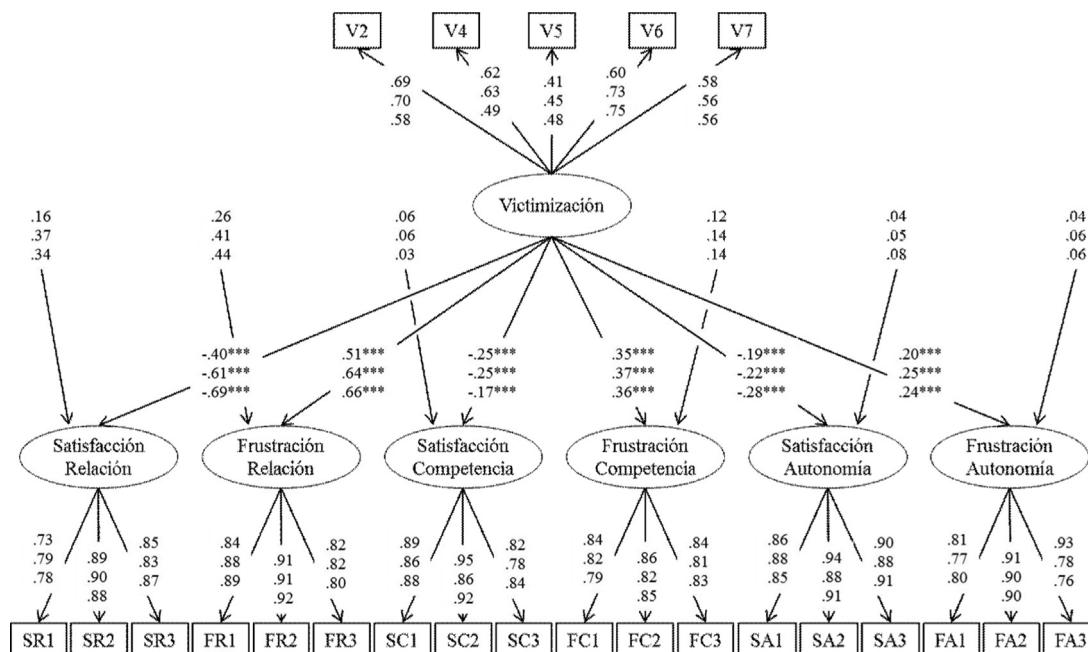 V2 V4 V5 V6 V7
.69 .62 .41 .60 .58
.70 .63 .45 .73 .56
.58 .49 .48 .75 .56
Victimización
.16 .26 .06 .12 .04 .04
.37 .41 .06 .14 .05 .06
.34 .44 .03 .14 .08 .06
-.40*** .51*** -.25*** .35*** -.19*** .20***
-.61*** .64*** -.25*** .37*** -.22*** .25***
-.69*** .66*** -.17*** .36*** -.28*** .24***
Satisfacción Frustración Satisfacción Frustración Satisfacción Frustración
Relación Relación Competencia Competencia Autonomía Autonomía
.73 .89 .85 .84 .91 .82 .89 .95 .82 .84 .86 .84 .86 .94 .90 .81 .91 .93
.79 .90 .83 .88 .91 .82 .86 .86 .78 .82 .82 .81 .88 .88 .88 .77 .90 .78
.78 .88 .87 .89 .92 .80 .88 .92 .84 .79 .85 .83 .85 .91 .91 .80 .90 .76
SR1 SR2 SR3 FR1 FR2 FR3 SC1 SC2 SC3 FC1 FC2 FC3 SA1 SA2 SA3 FA1 FA2 FA3